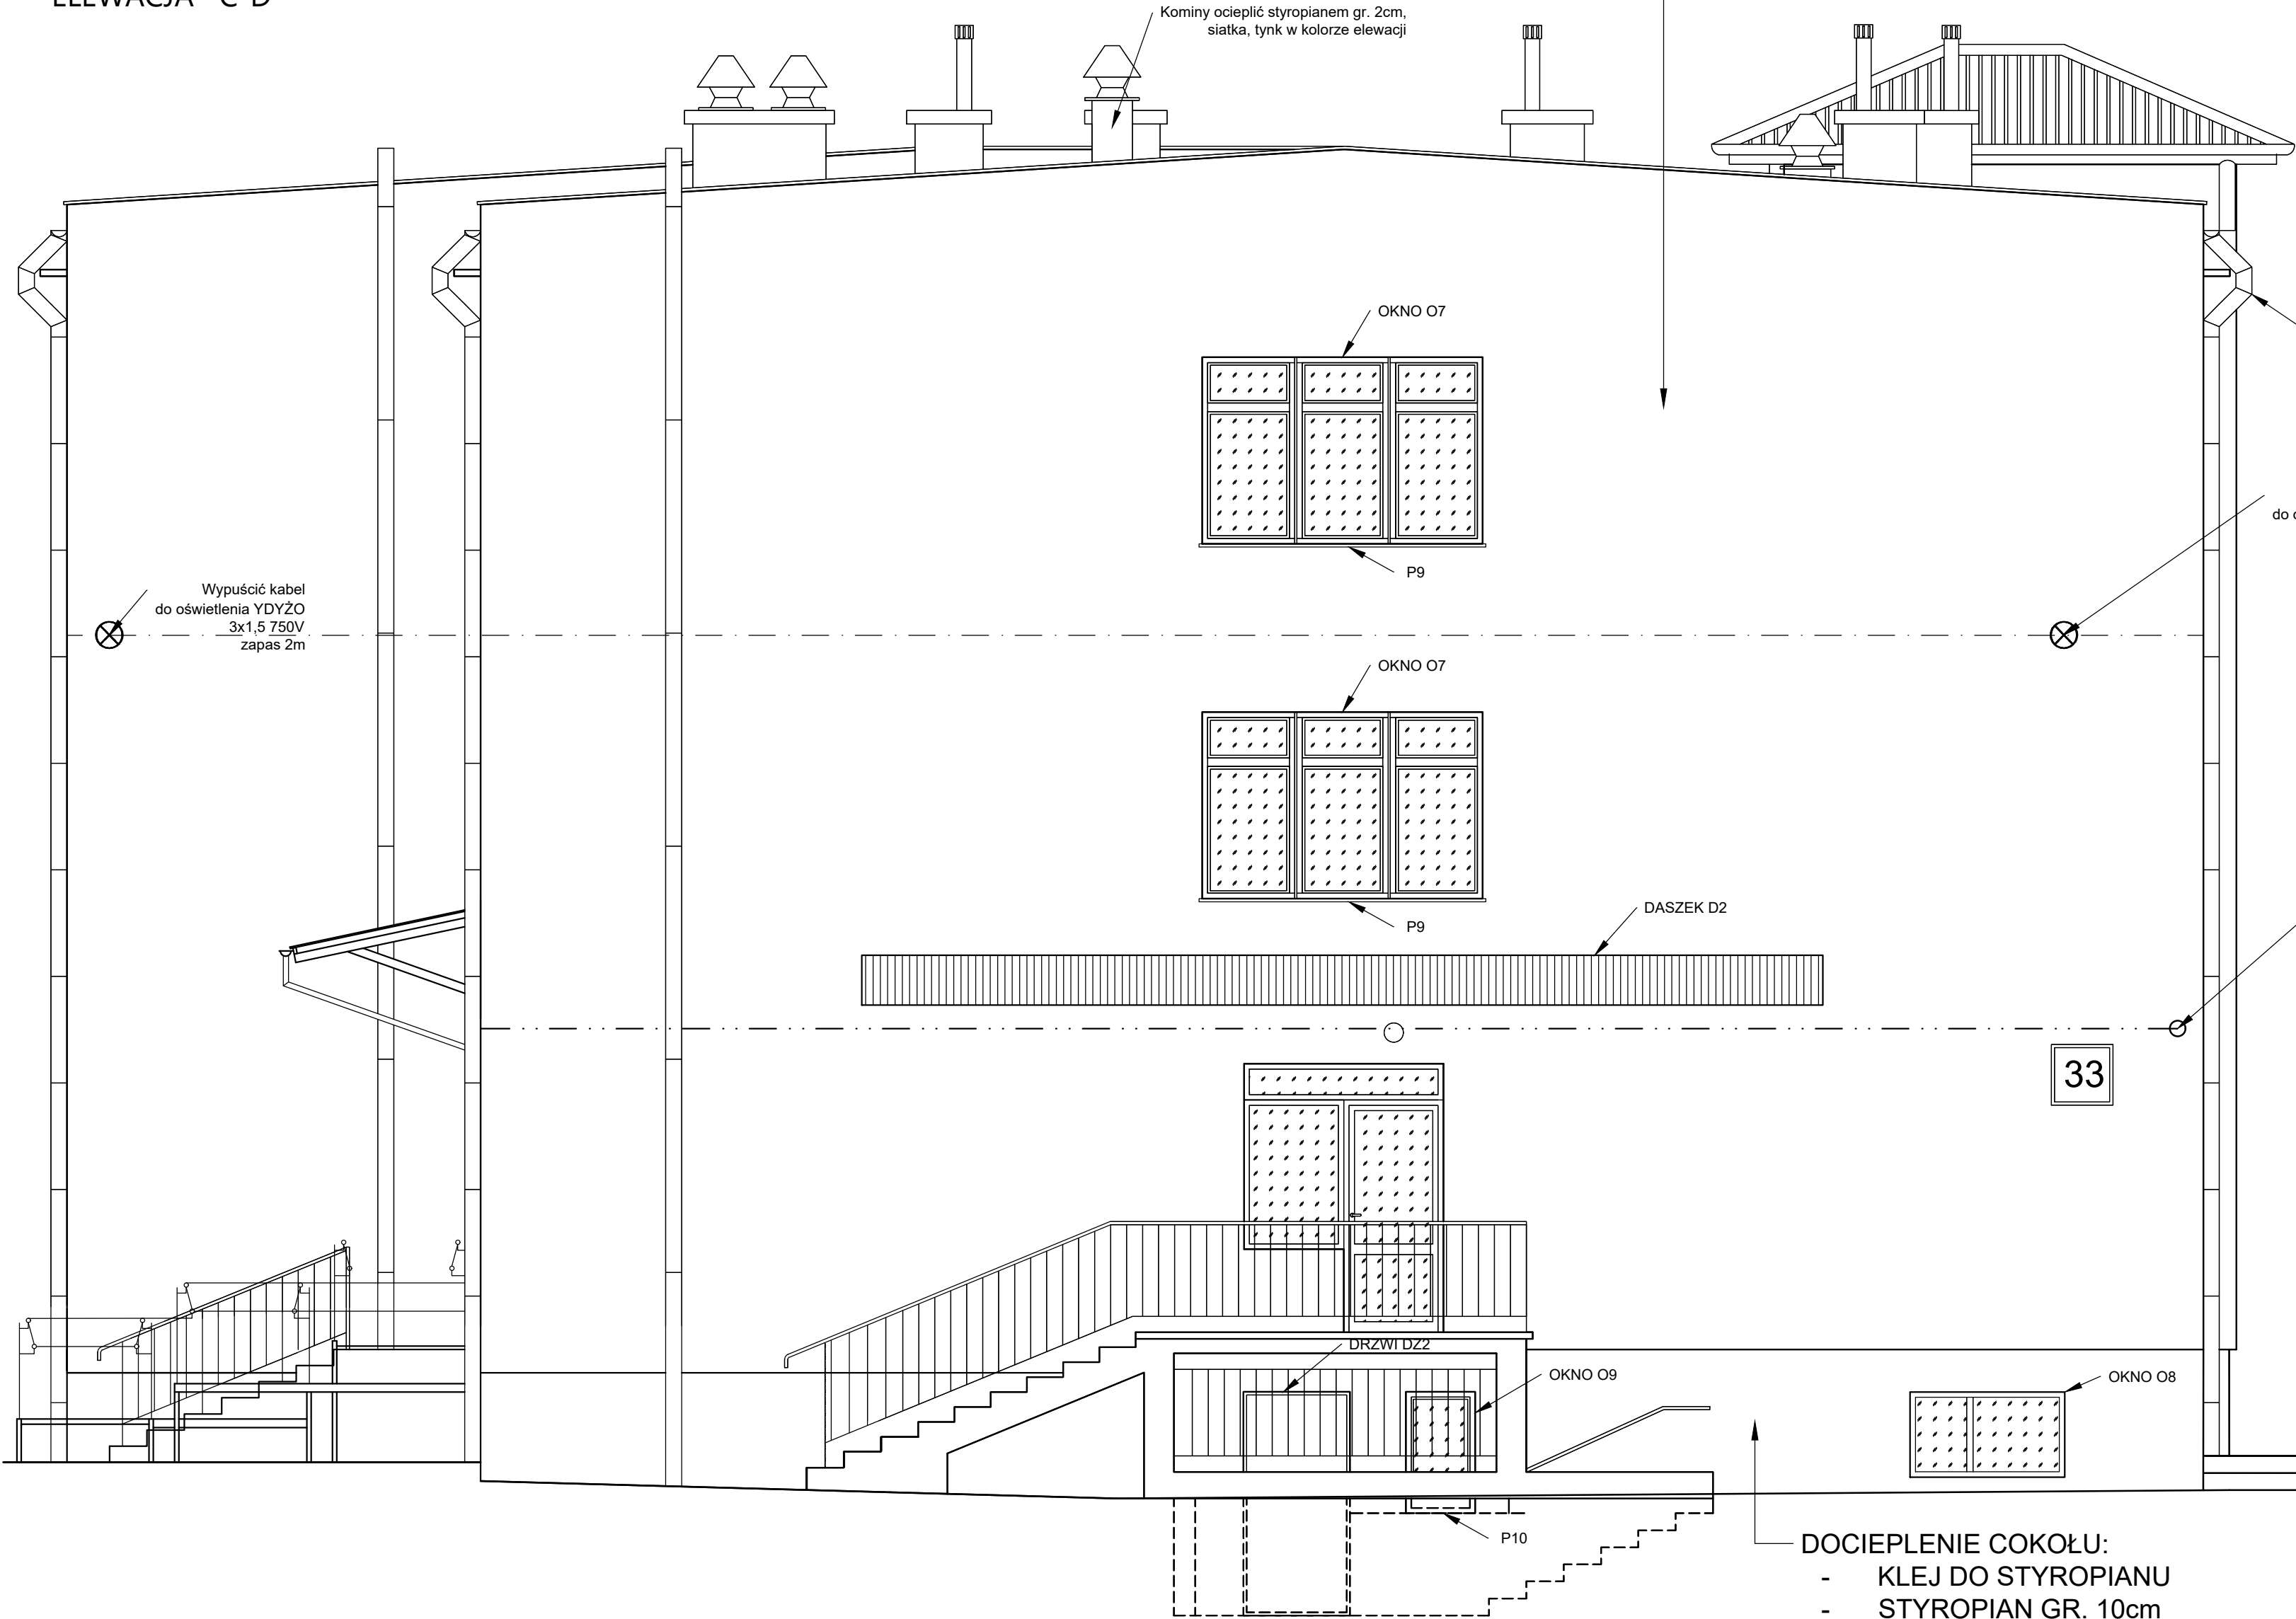 ELEWACJA C-D
Kominy ocieplić styropianem gr. 2cm,
siatka, tynk w kolorze elewacji
OKNO O7
P9
do
Wypuścić kabel
do oświetlenia YDYŻO
3x1,5 750V
zapas 2m
OKNO O7
P9
DASZEK D2
33
DRZWI DZ2
OKNO O9
OKNO O8
P10
DOCIEPLENIE COKOŁU:
- KLEJ DO STYROPIANU
- STYROPIAN GR. 10cm